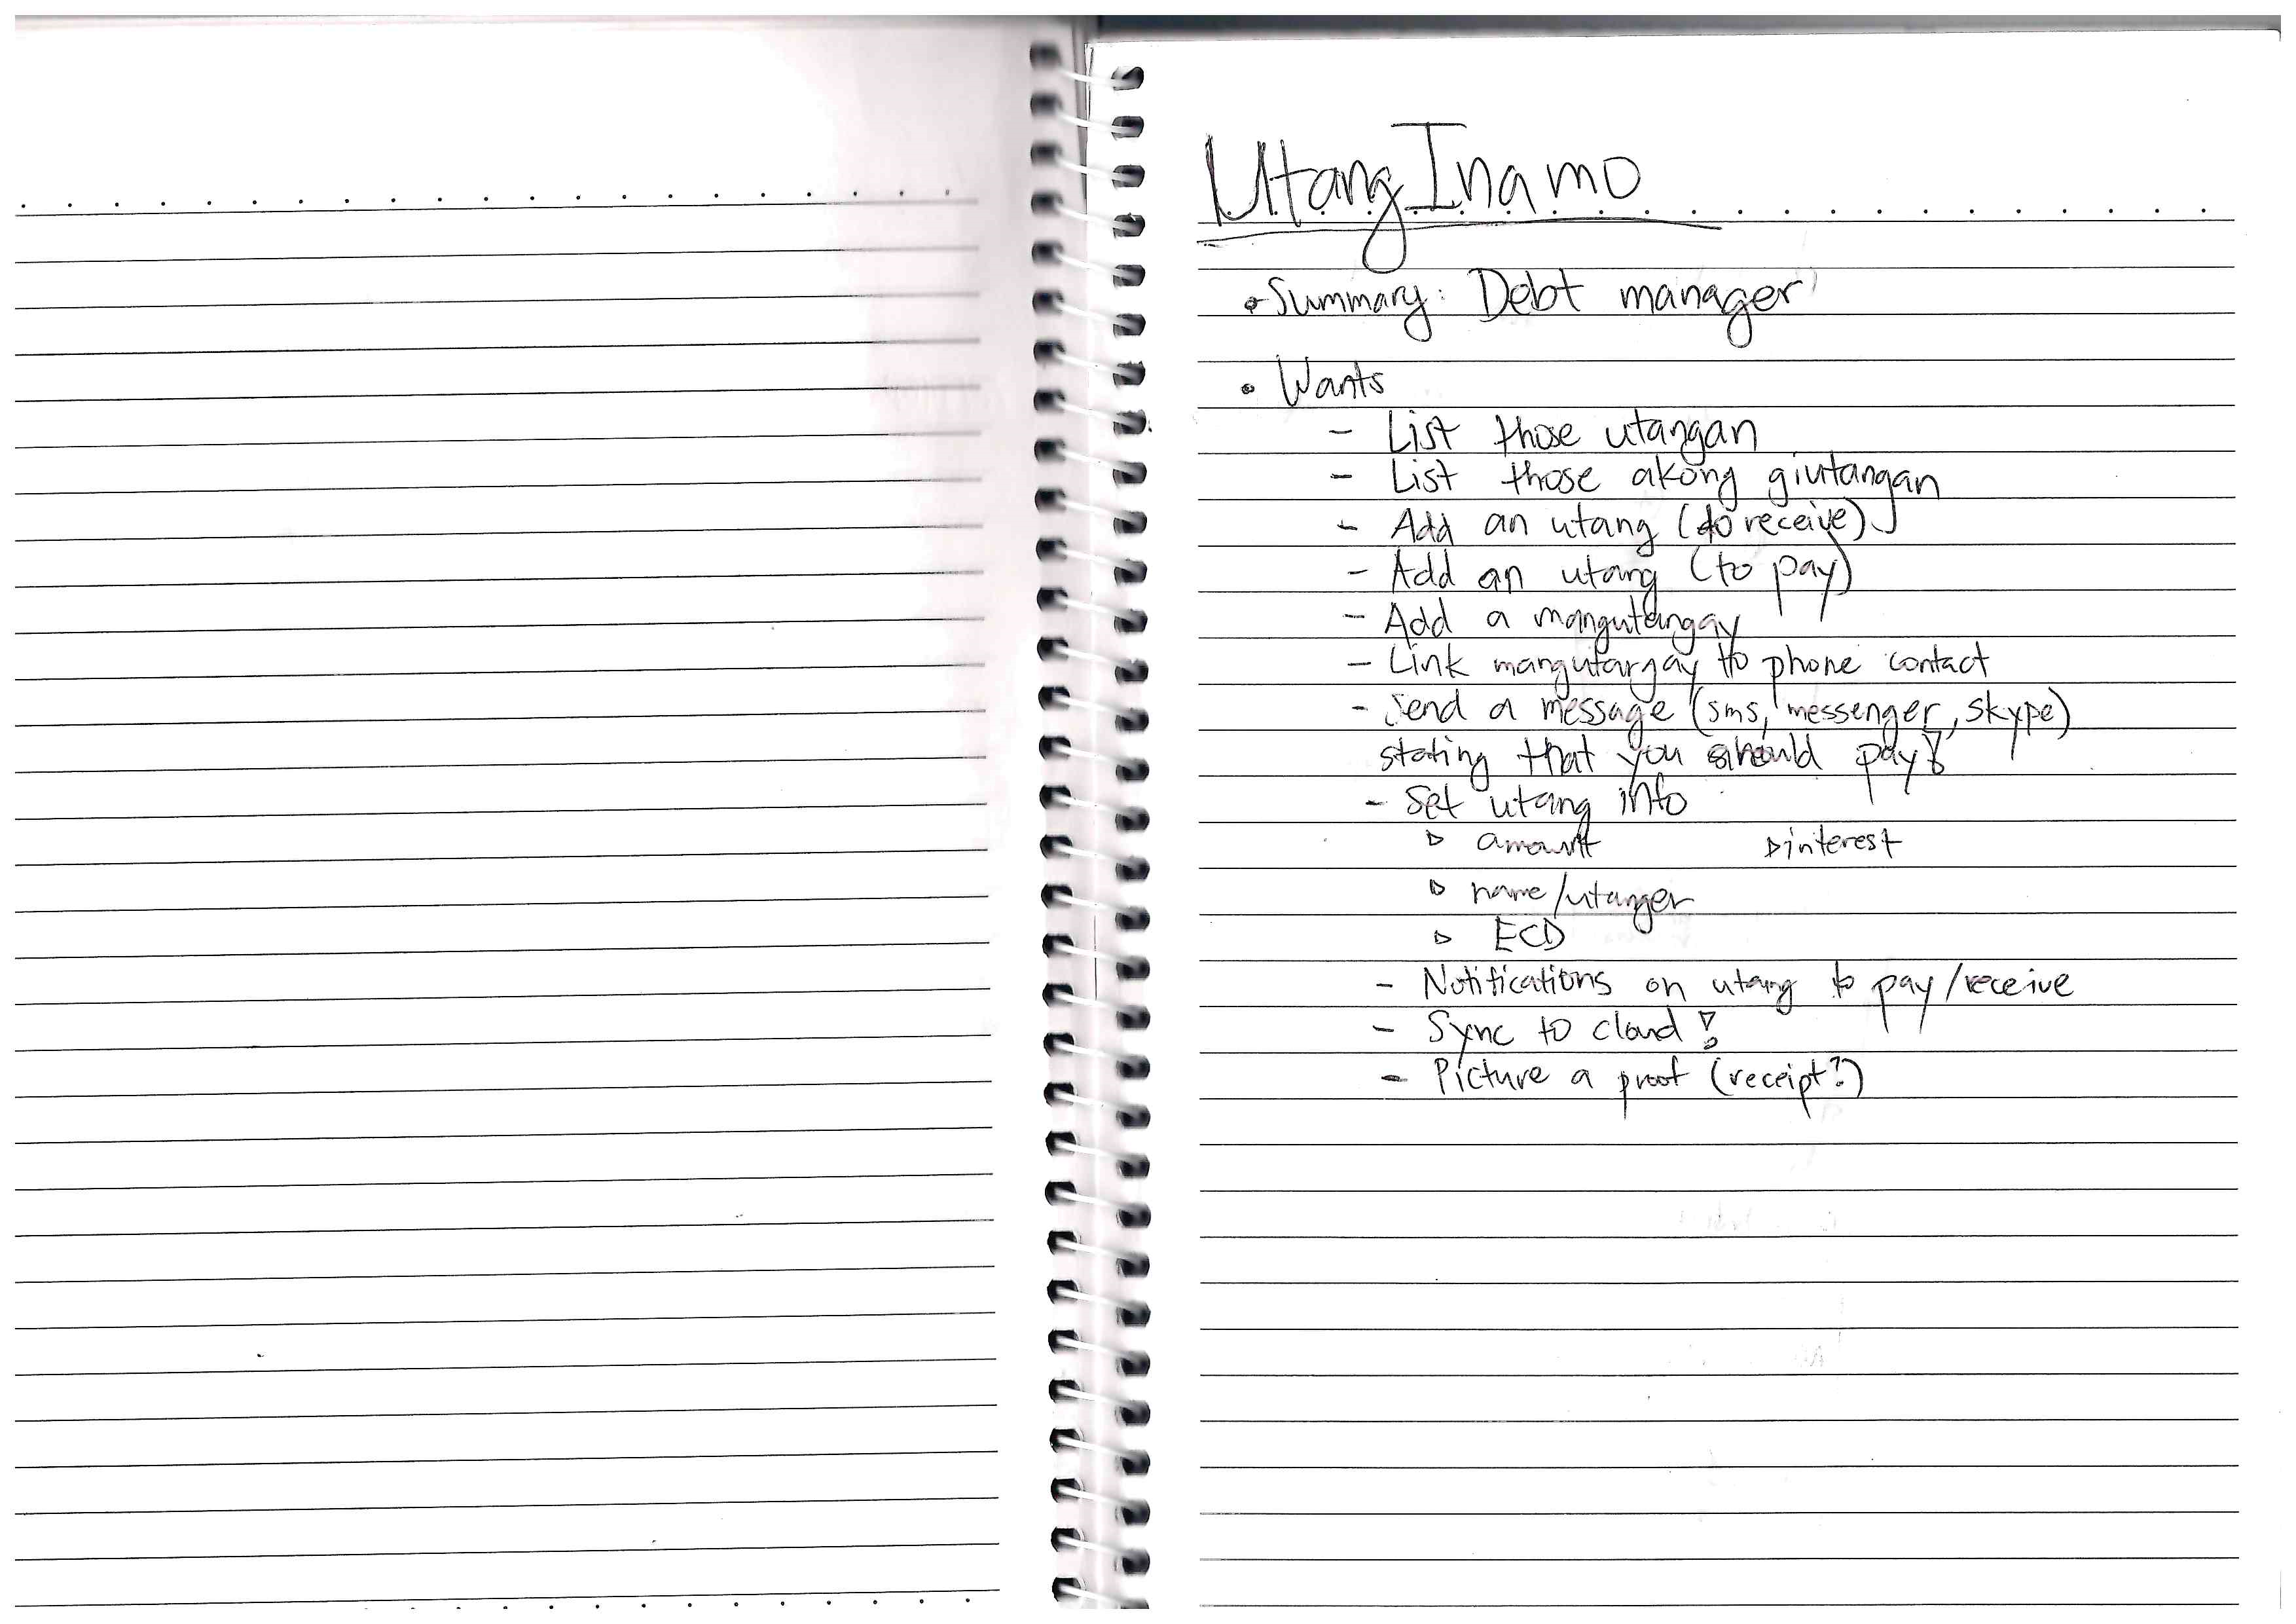 UtangInamo
• Summary: Debt manager
• Wants
- List those utangan
- List those akong giutangan
- Add an utang (to receive)
- Add an utang (to pay)
- Add a mangutangay
- Link mangutangay to phone contact
- Send a message (sms, messenger, skype)
stating that you should pay!
- Set utang info
▷ amount ▷ interest
▷ name/utanger
▷ ECD
- Notifications on utang to pay/receive
- Sync to cloud!
- Picture a proof (receipt?)